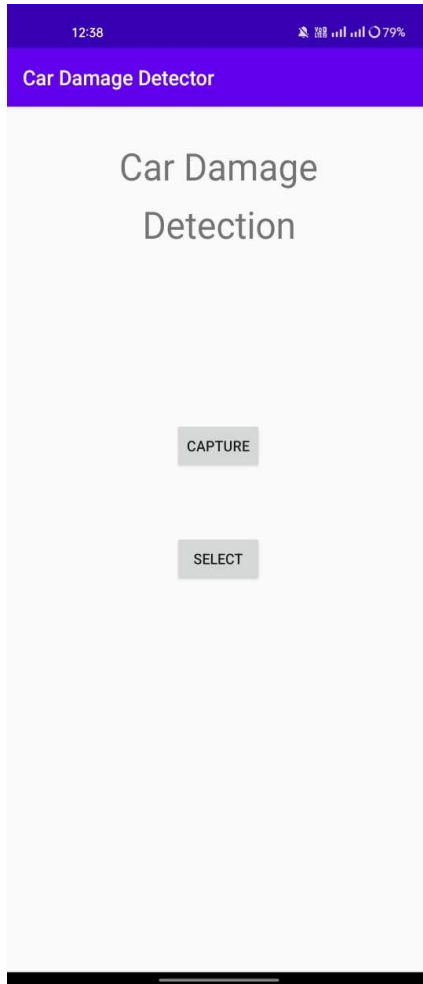 12:38
79%
Car Damage Detector
Car Damage
Detection
CAPTURE
SELECT